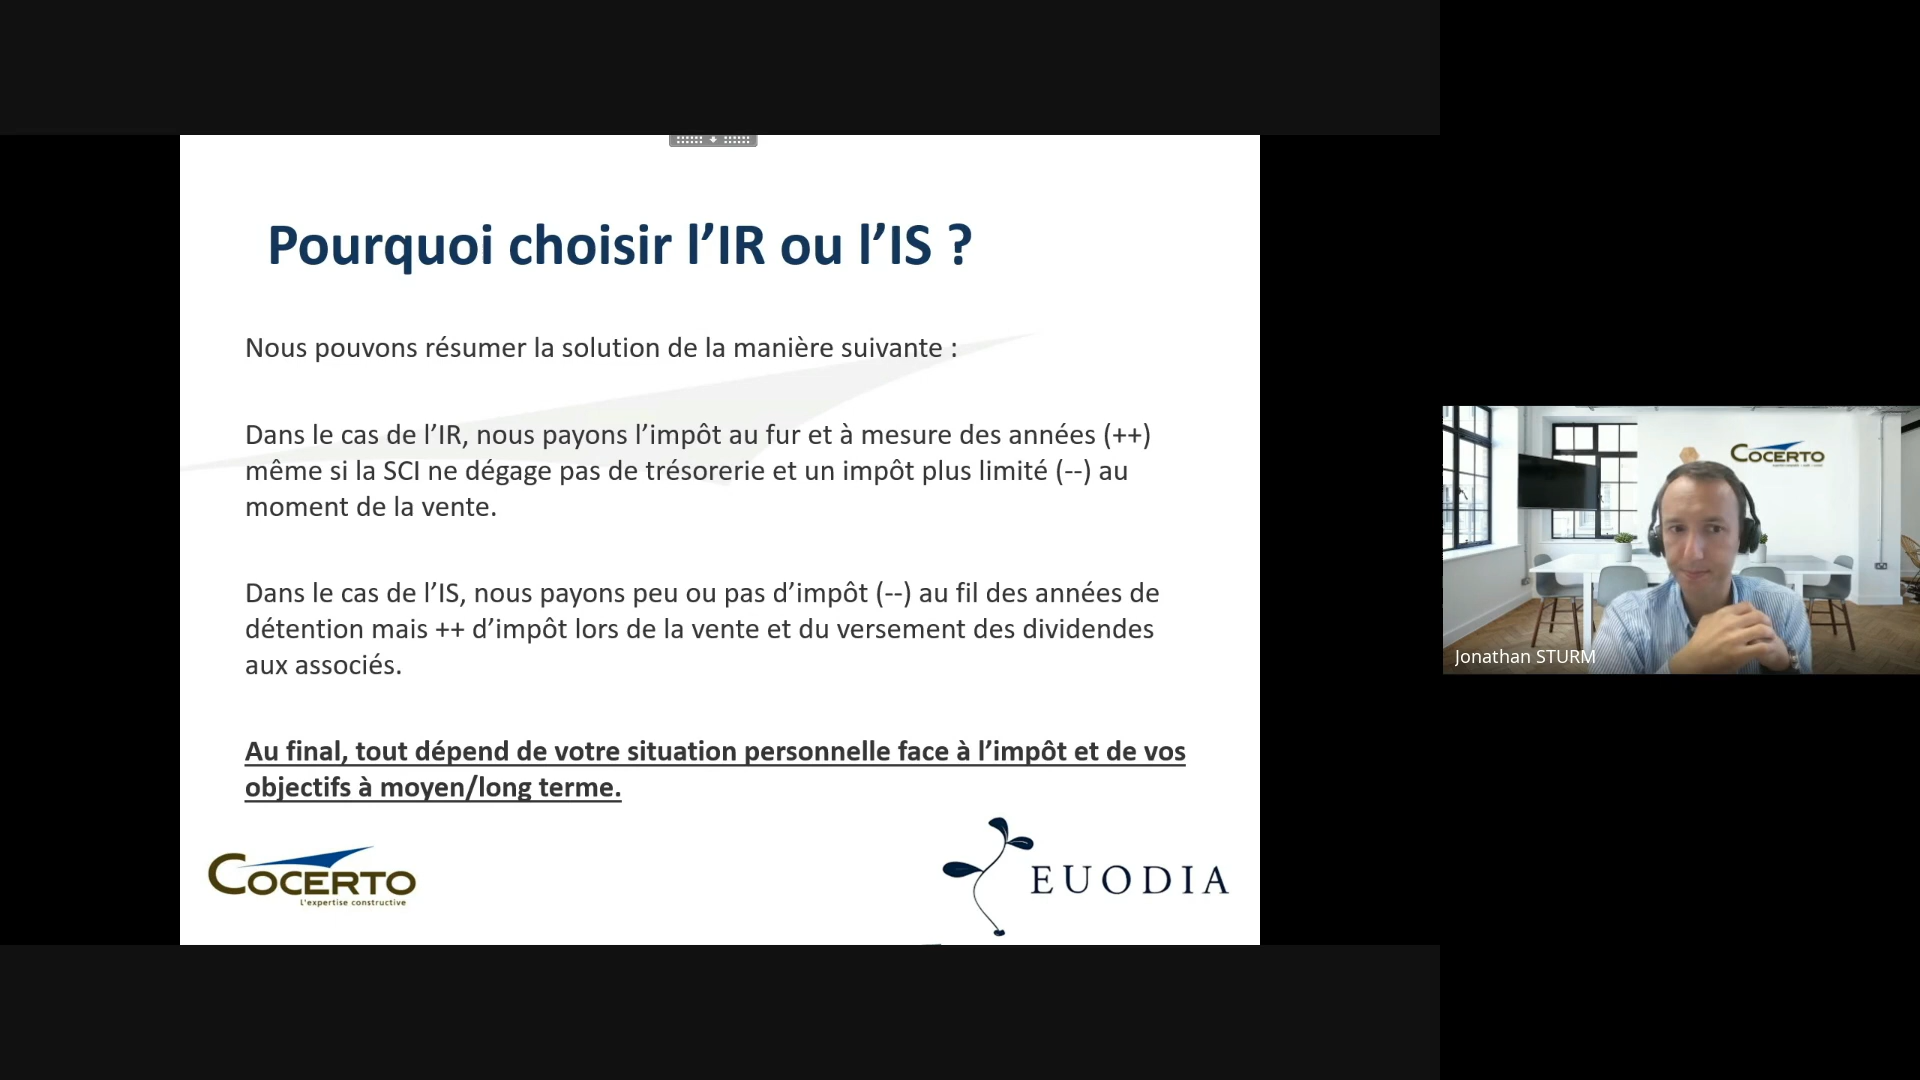 Pourquoi choisir l’IR ou l’IS ?
Nous pouvons résumer la solution de la manière suivante :
Dans le cas de l’IR, nous payons l’impôt au fur et à mesure des années (++)
même si la SCI ne dégage pas de trésorerie et un impôt plus limité (--) au
moment de la vente.
Dans le cas de l’IS, nous payons peu ou pas d’impôt (--) au fil des années de
détention mais ++ d’impôt lors de la vente et du versement des dividendes
aux associés.
Au final, tout dépend de votre situation personnelle face à l’impôt et de vos
objectifs à moyen/long terme.
COCERTO
L'expertise constructive
EUODIA
COCERTO
Jonathan STURM